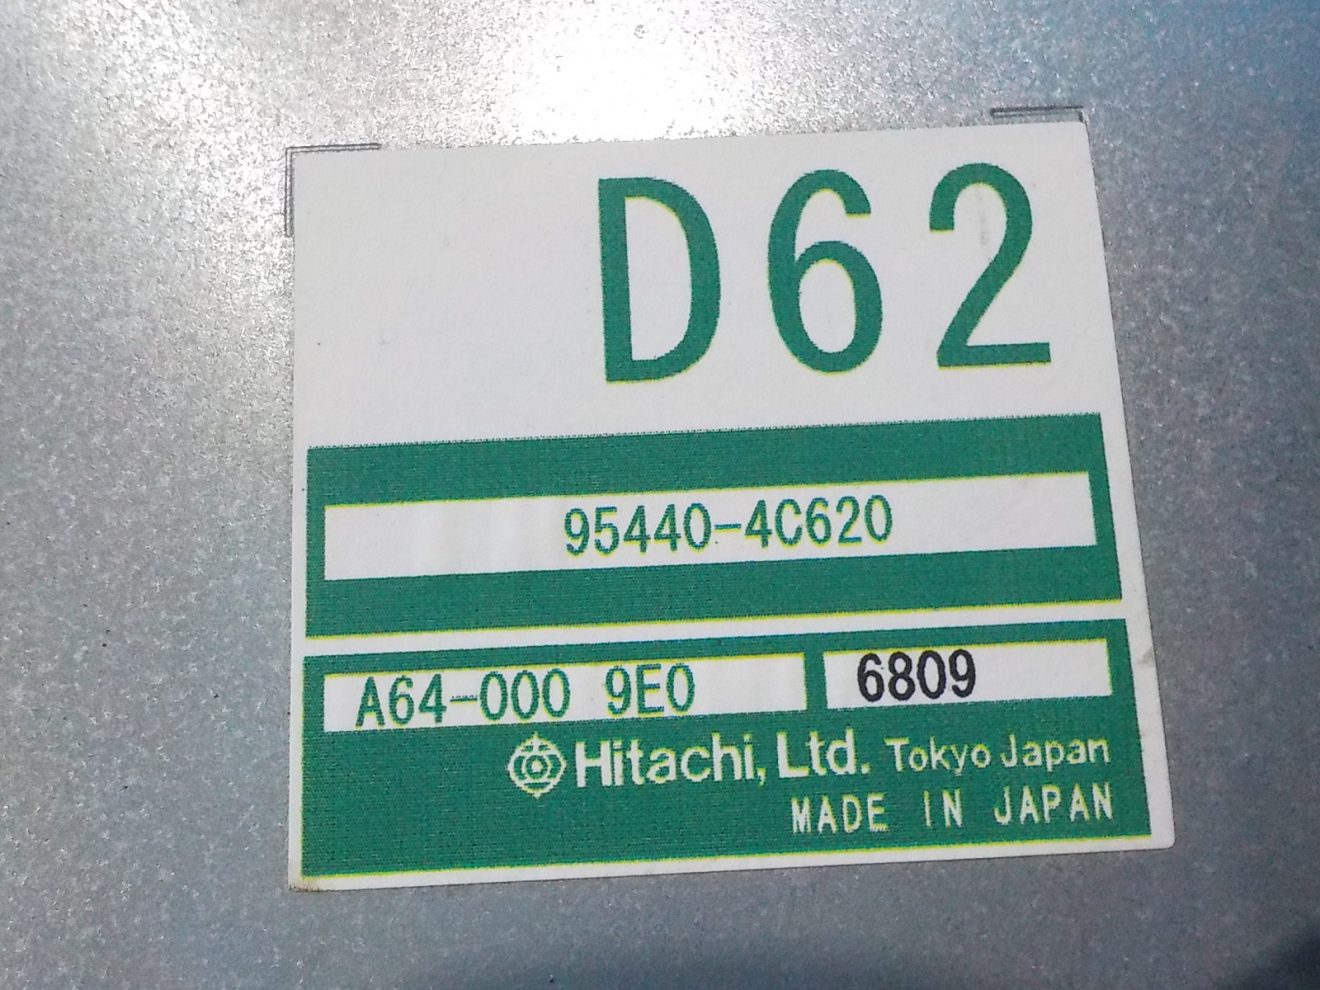 D62
95440-4C620
A64-000 9E0 6809
Hitachi, Ltd. Tokyo Japan
MADE IN JAPAN